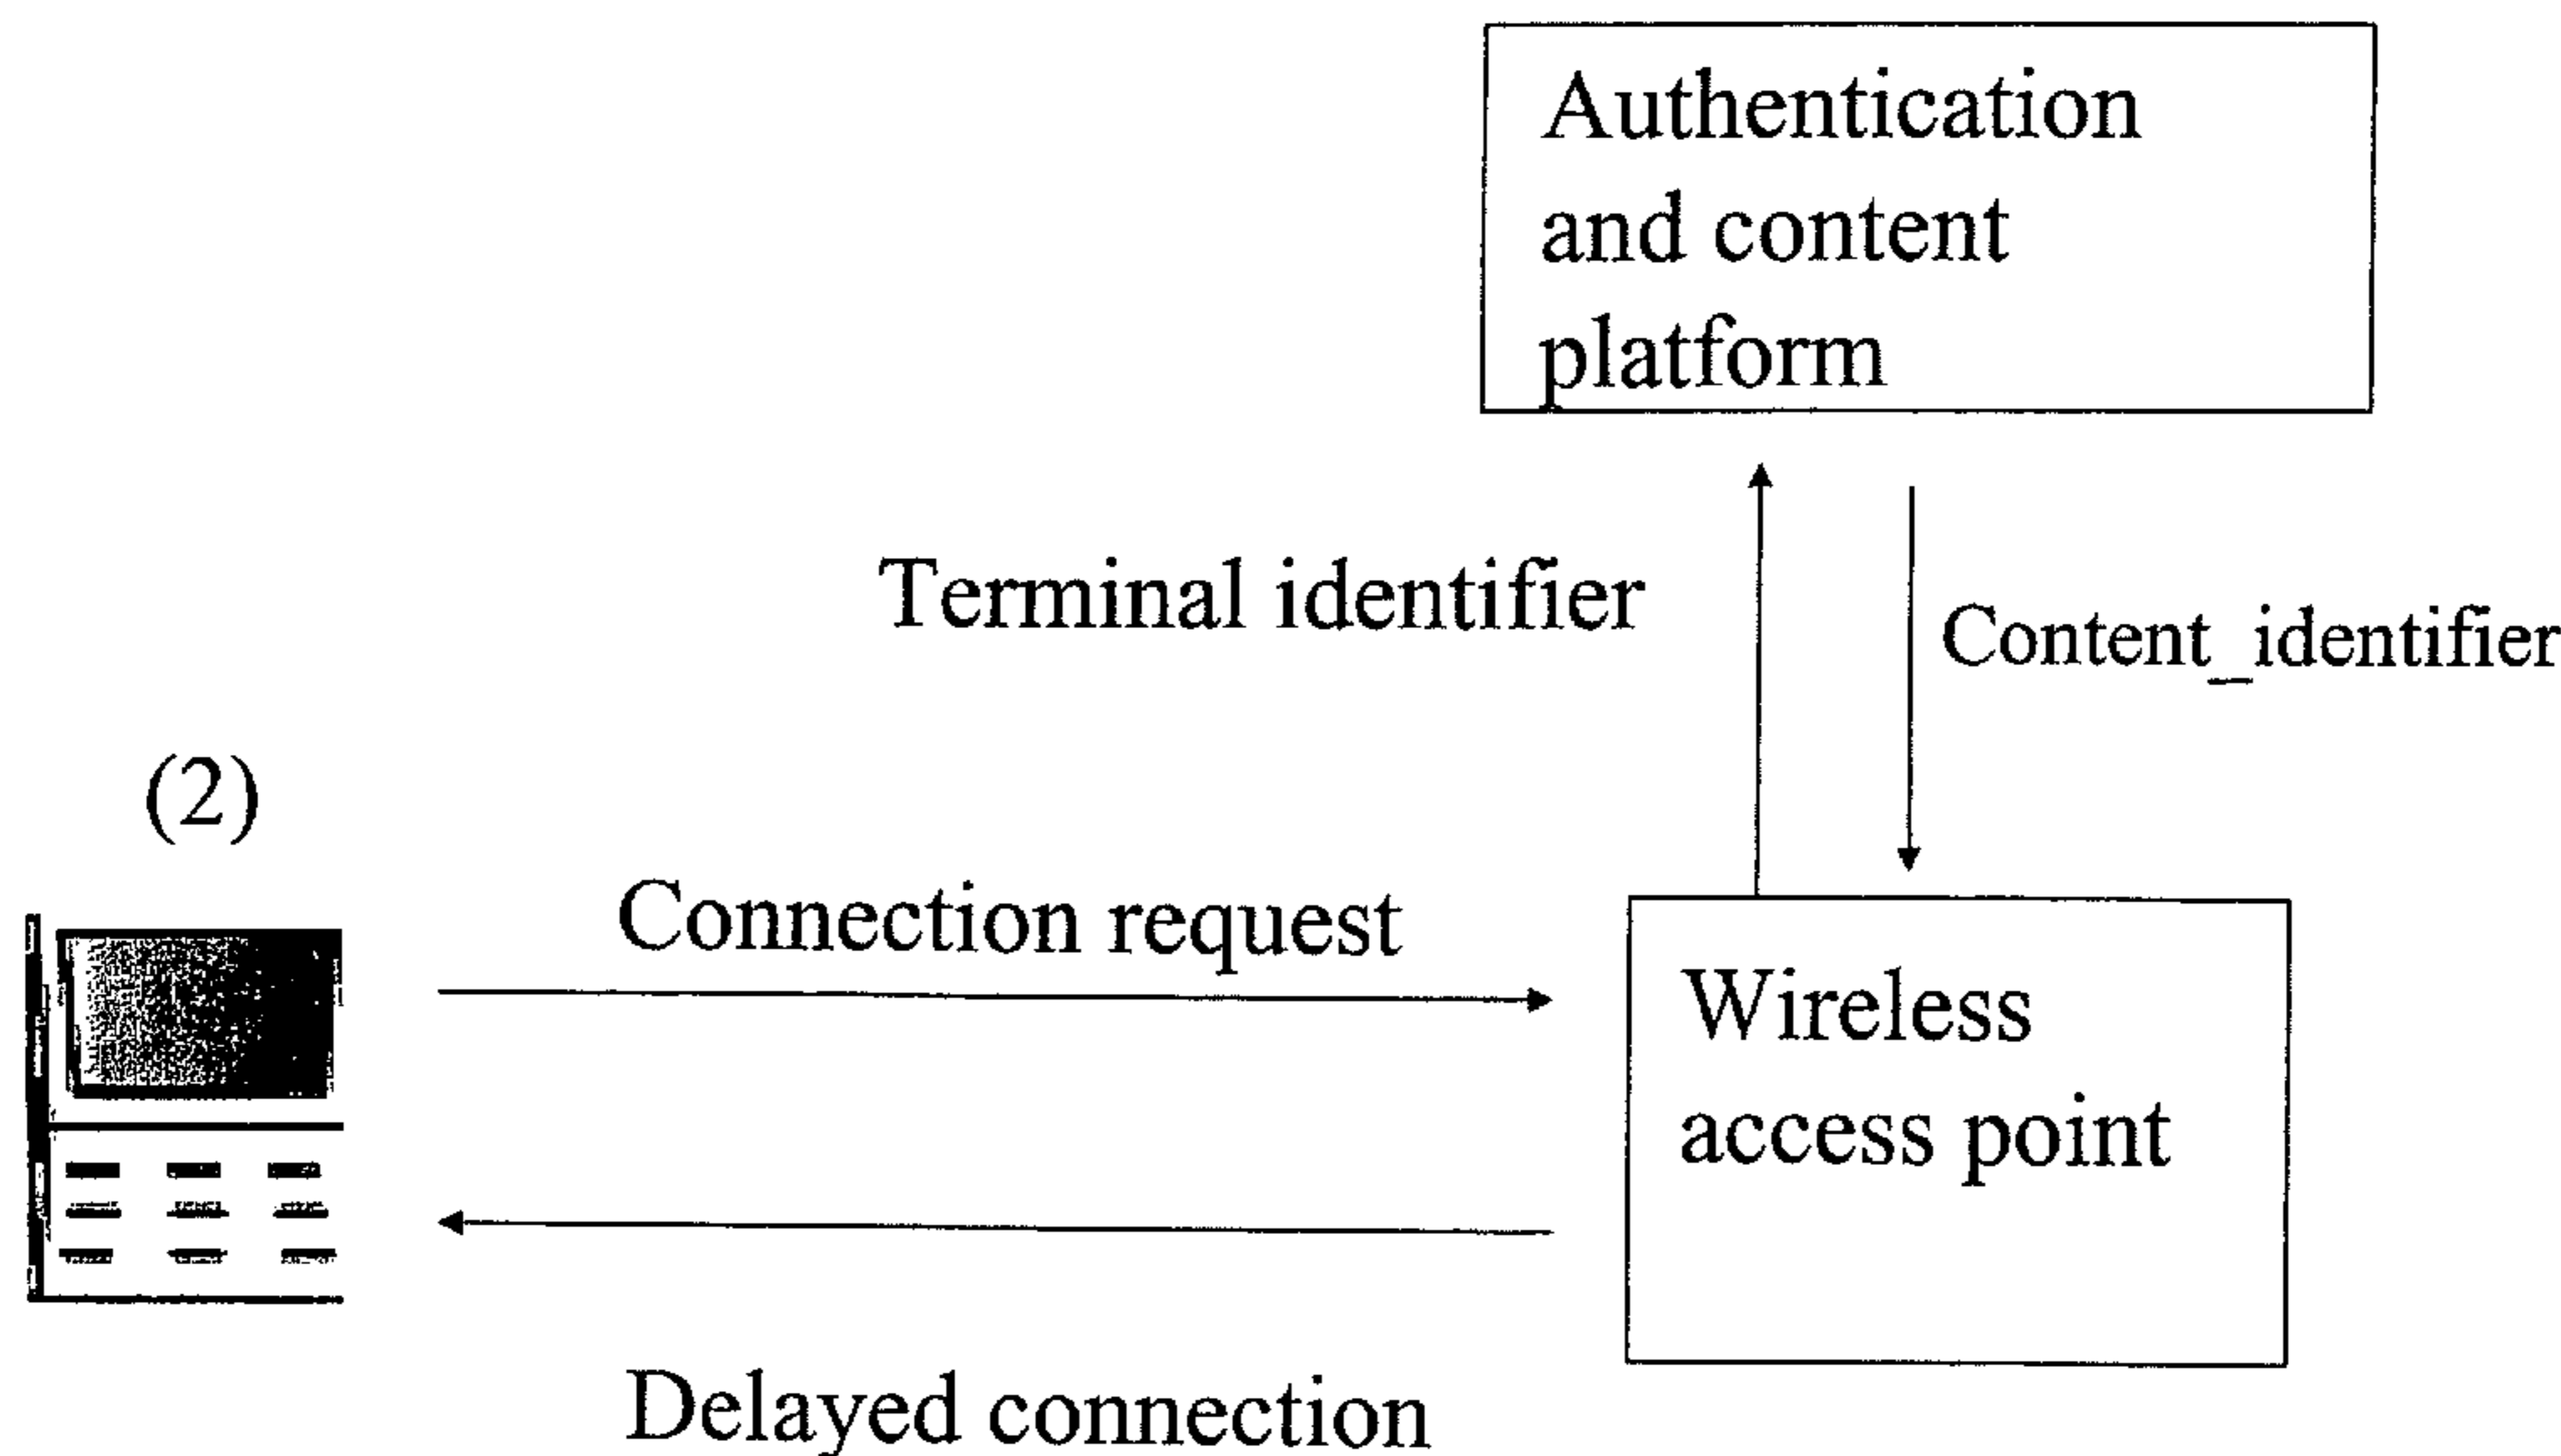 Authentication
and content
platform
Terminal identifier
Content_identifier
(2)
Connection request
Wireless
access point
Delayed connection